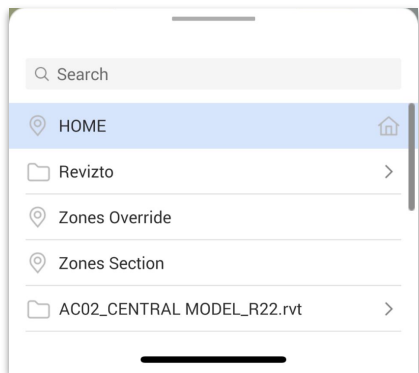 Search
HOME
Revizto
Zones Override
Zones Section
AC02_CENTRAL MODEL_R22.rvt